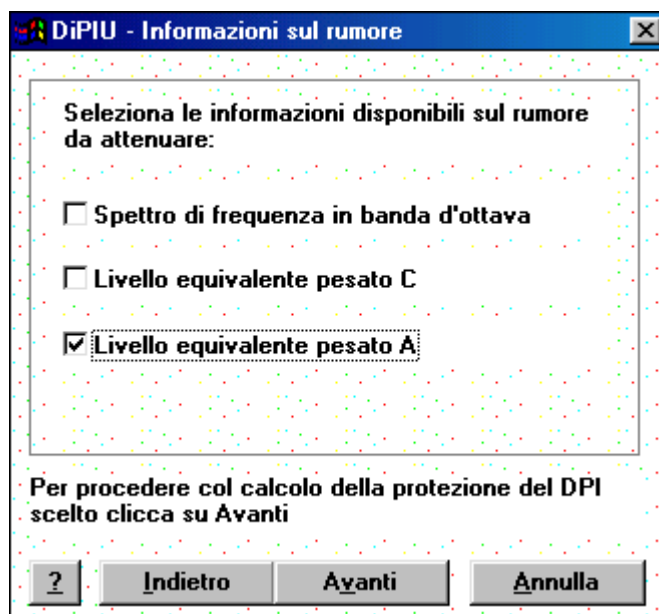 DiPIU - Informazioni sul rumore
Seleziona le informazioni disponibili sul rumore
da attenuare:
Spettro di frequenza in banda d'ottava
Livello equivalente pesato C
Livello equivalente pesato A
Per procedere col calcolo della protezione del DPI
scelto clicca su Avanti
? Indietro Avanti Annulla